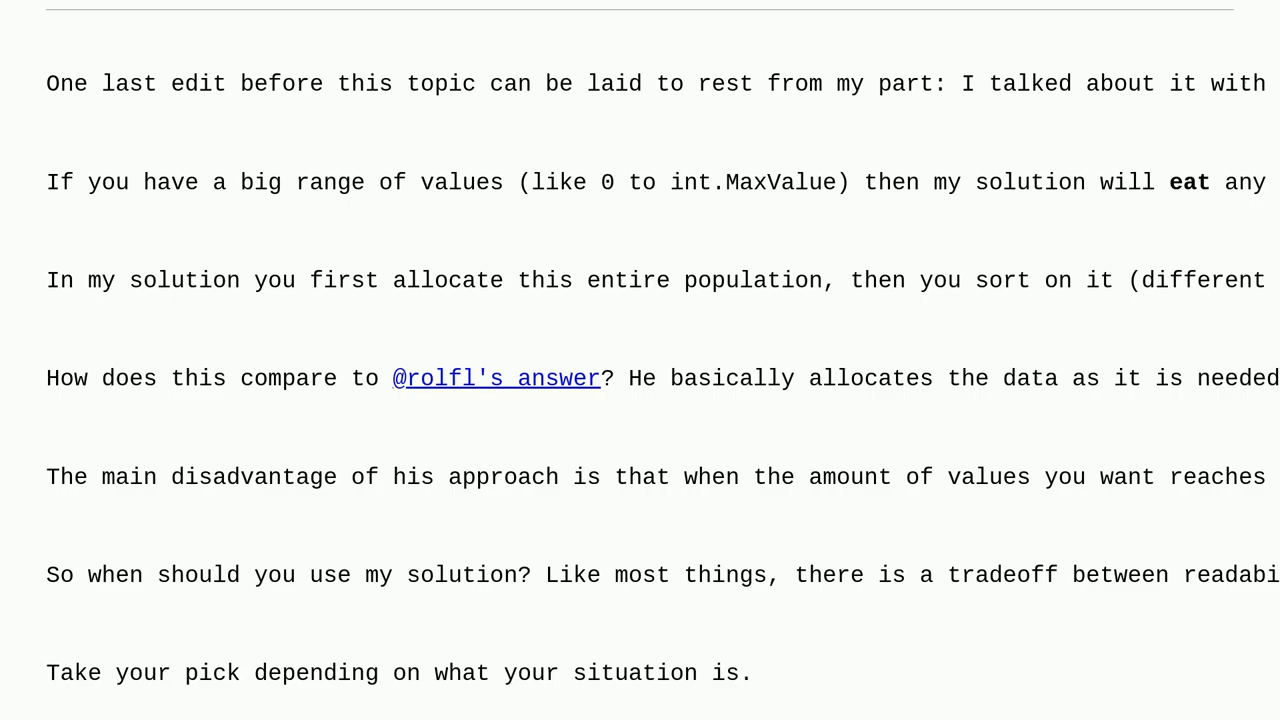 One last edit before this topic can be laid to rest from my part: I talked about it with
If you have a big range of values (like 0 to int.MaxValue) then my solution will eat any
In my solution you first allocate this entire population, then you sort on it (different
How does this compare to @rolfl's answer? He basically allocates the data as it is needed
The main disadvantage of his approach is that when the amount of values you want reaches
So when should you use my solution? Like most things, there is a tradeoff between readabi
Take your pick depending on what your situation is.